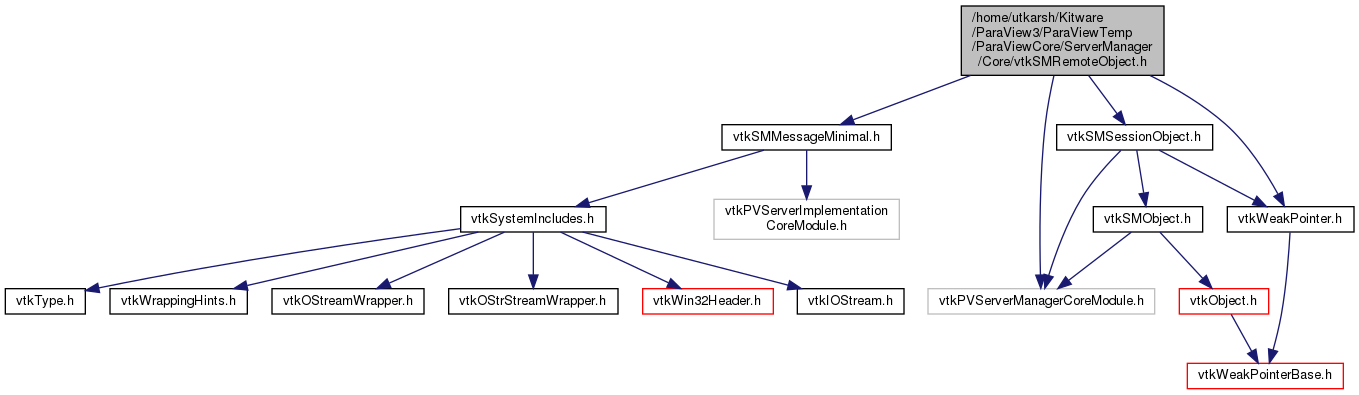 /home/utkarsh/Kitware
/ParaView3/ParaViewTemp
/ParaViewCore/ServerManager
/Core/vtkSMRemoteObject.h
vtkSMMessageMinimal.h
vtkSMSessionObject.h
vtkSystemIncludes.h
vtkPVServerImplementation
CoreModule.h
vtkSMObject.h
vtkWeakPointer.h
vtkType.h
vtkWrappingHints.h
vtkOStreamWrapper.h
vtkOStrStreamWrapper.h
vtkWin32Header.h
vtkIOStream.h
vtkPVServerManagerCoreModule.h
vtkObject.h
vtkWeakPointerBase.h